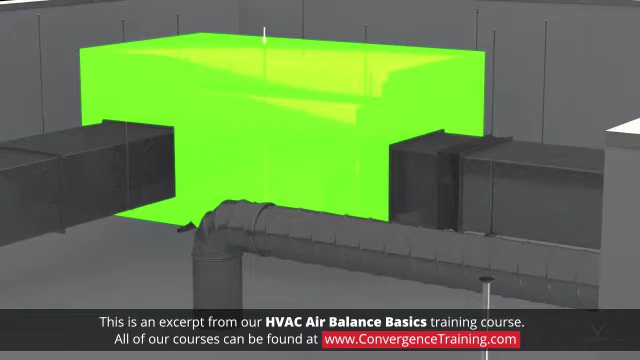 This is an excerpt from our HVAC Air Balance Basics training course.
All of our courses can be found at www.ConvergenceTraining.com